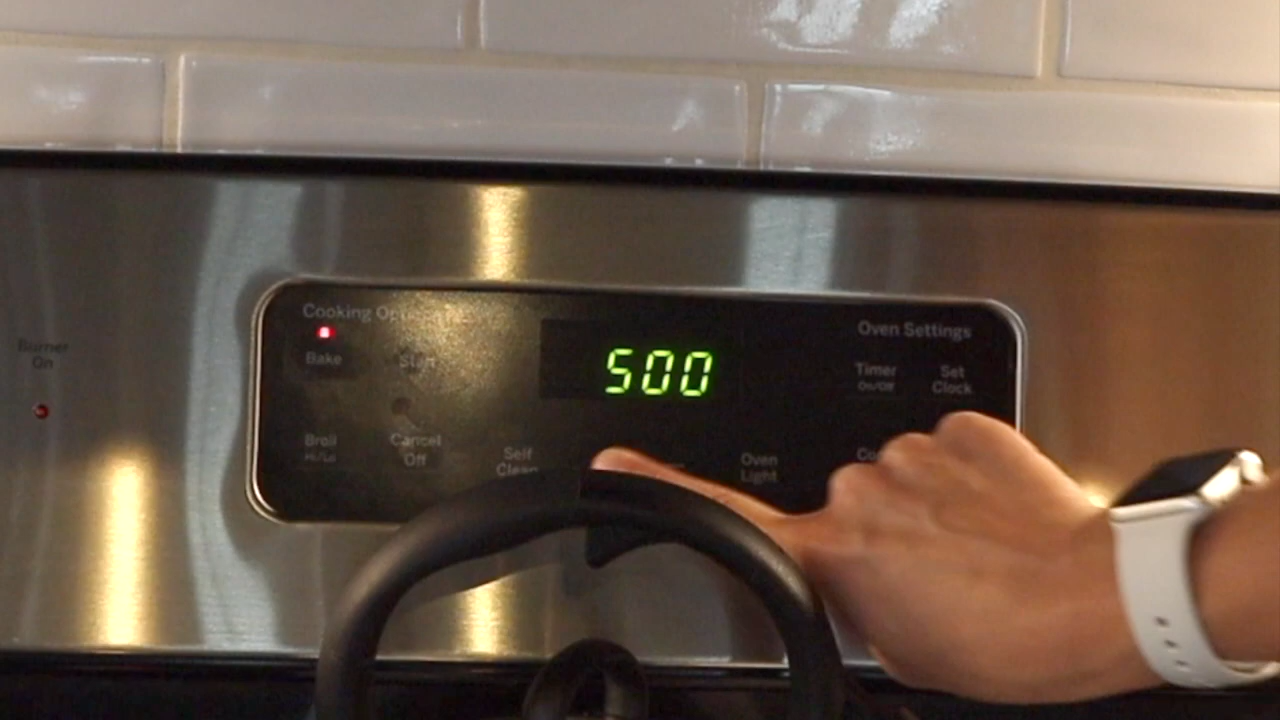 Cooking Options
Oven Settings
Burner
On
Bake
Start
500
Timer
On/Off
Set
Clock
Broil
Hi/Lo
Cancel
Off
Self
Clean
Oven
Light